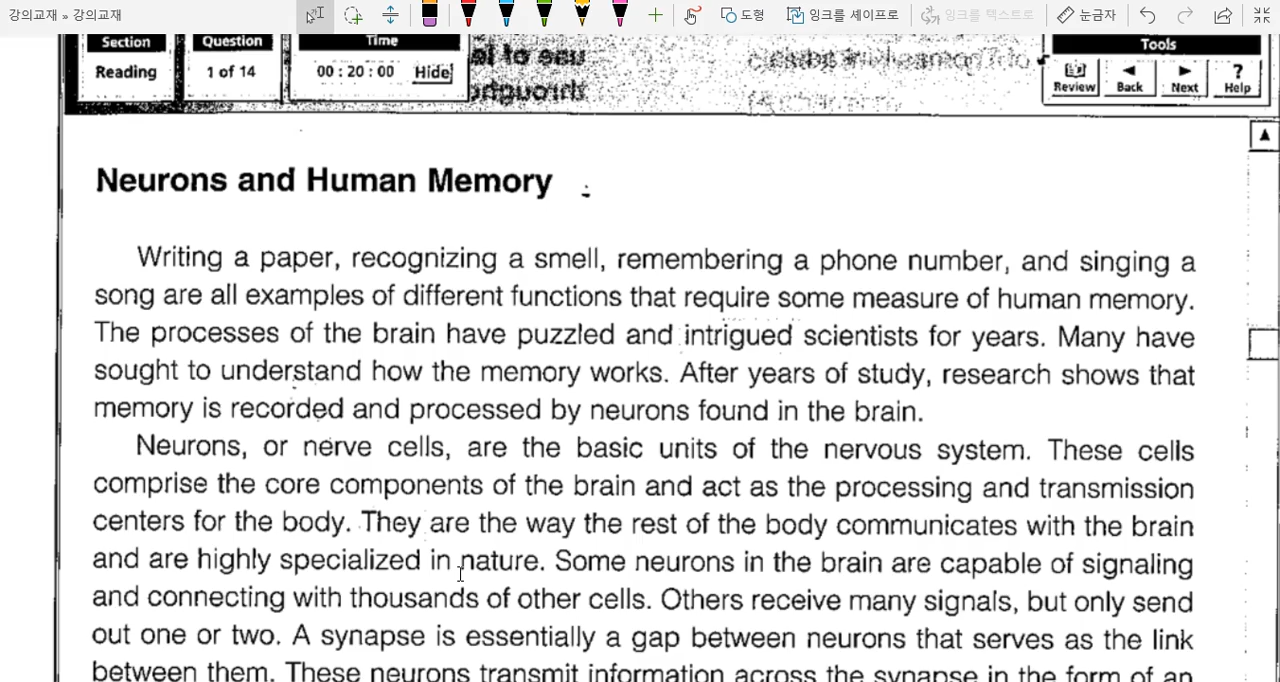 강의교재 » 강의교재
도형
잉크를 셰이프로
잉크를 텍스트로
눈금자
Section
Question
Time
Tools
Reading
1 of 14
00 : 20 : 00
Hide
Review
Back
Next
Help
Neurons and Human Memory
Writing a paper, recognizing a smell, remembering a phone number, and singing a
song are all examples of different functions that require some measure of human memory.
The processes of the brain have puzzled and intrigued scientists for years. Many have
sought to understand how the memory works. After years of study, research shows that
memory is recorded and processed by neurons found in the brain.
Neurons, or nerve cells, are the basic units of the nervous system. These cells
comprise the core components of the brain and act as the processing and transmission
centers for the body. They are the way the rest of the body communicates with the brain
and are highly specialized in nature. Some neurons in the brain are capable of signaling
and connecting with thousands of other cells. Others receive many signals, but only send
out one or two. A synapse is essentially a gap between neurons that serves as the link
between them. These neurons transmit information across the synapse in the form of an